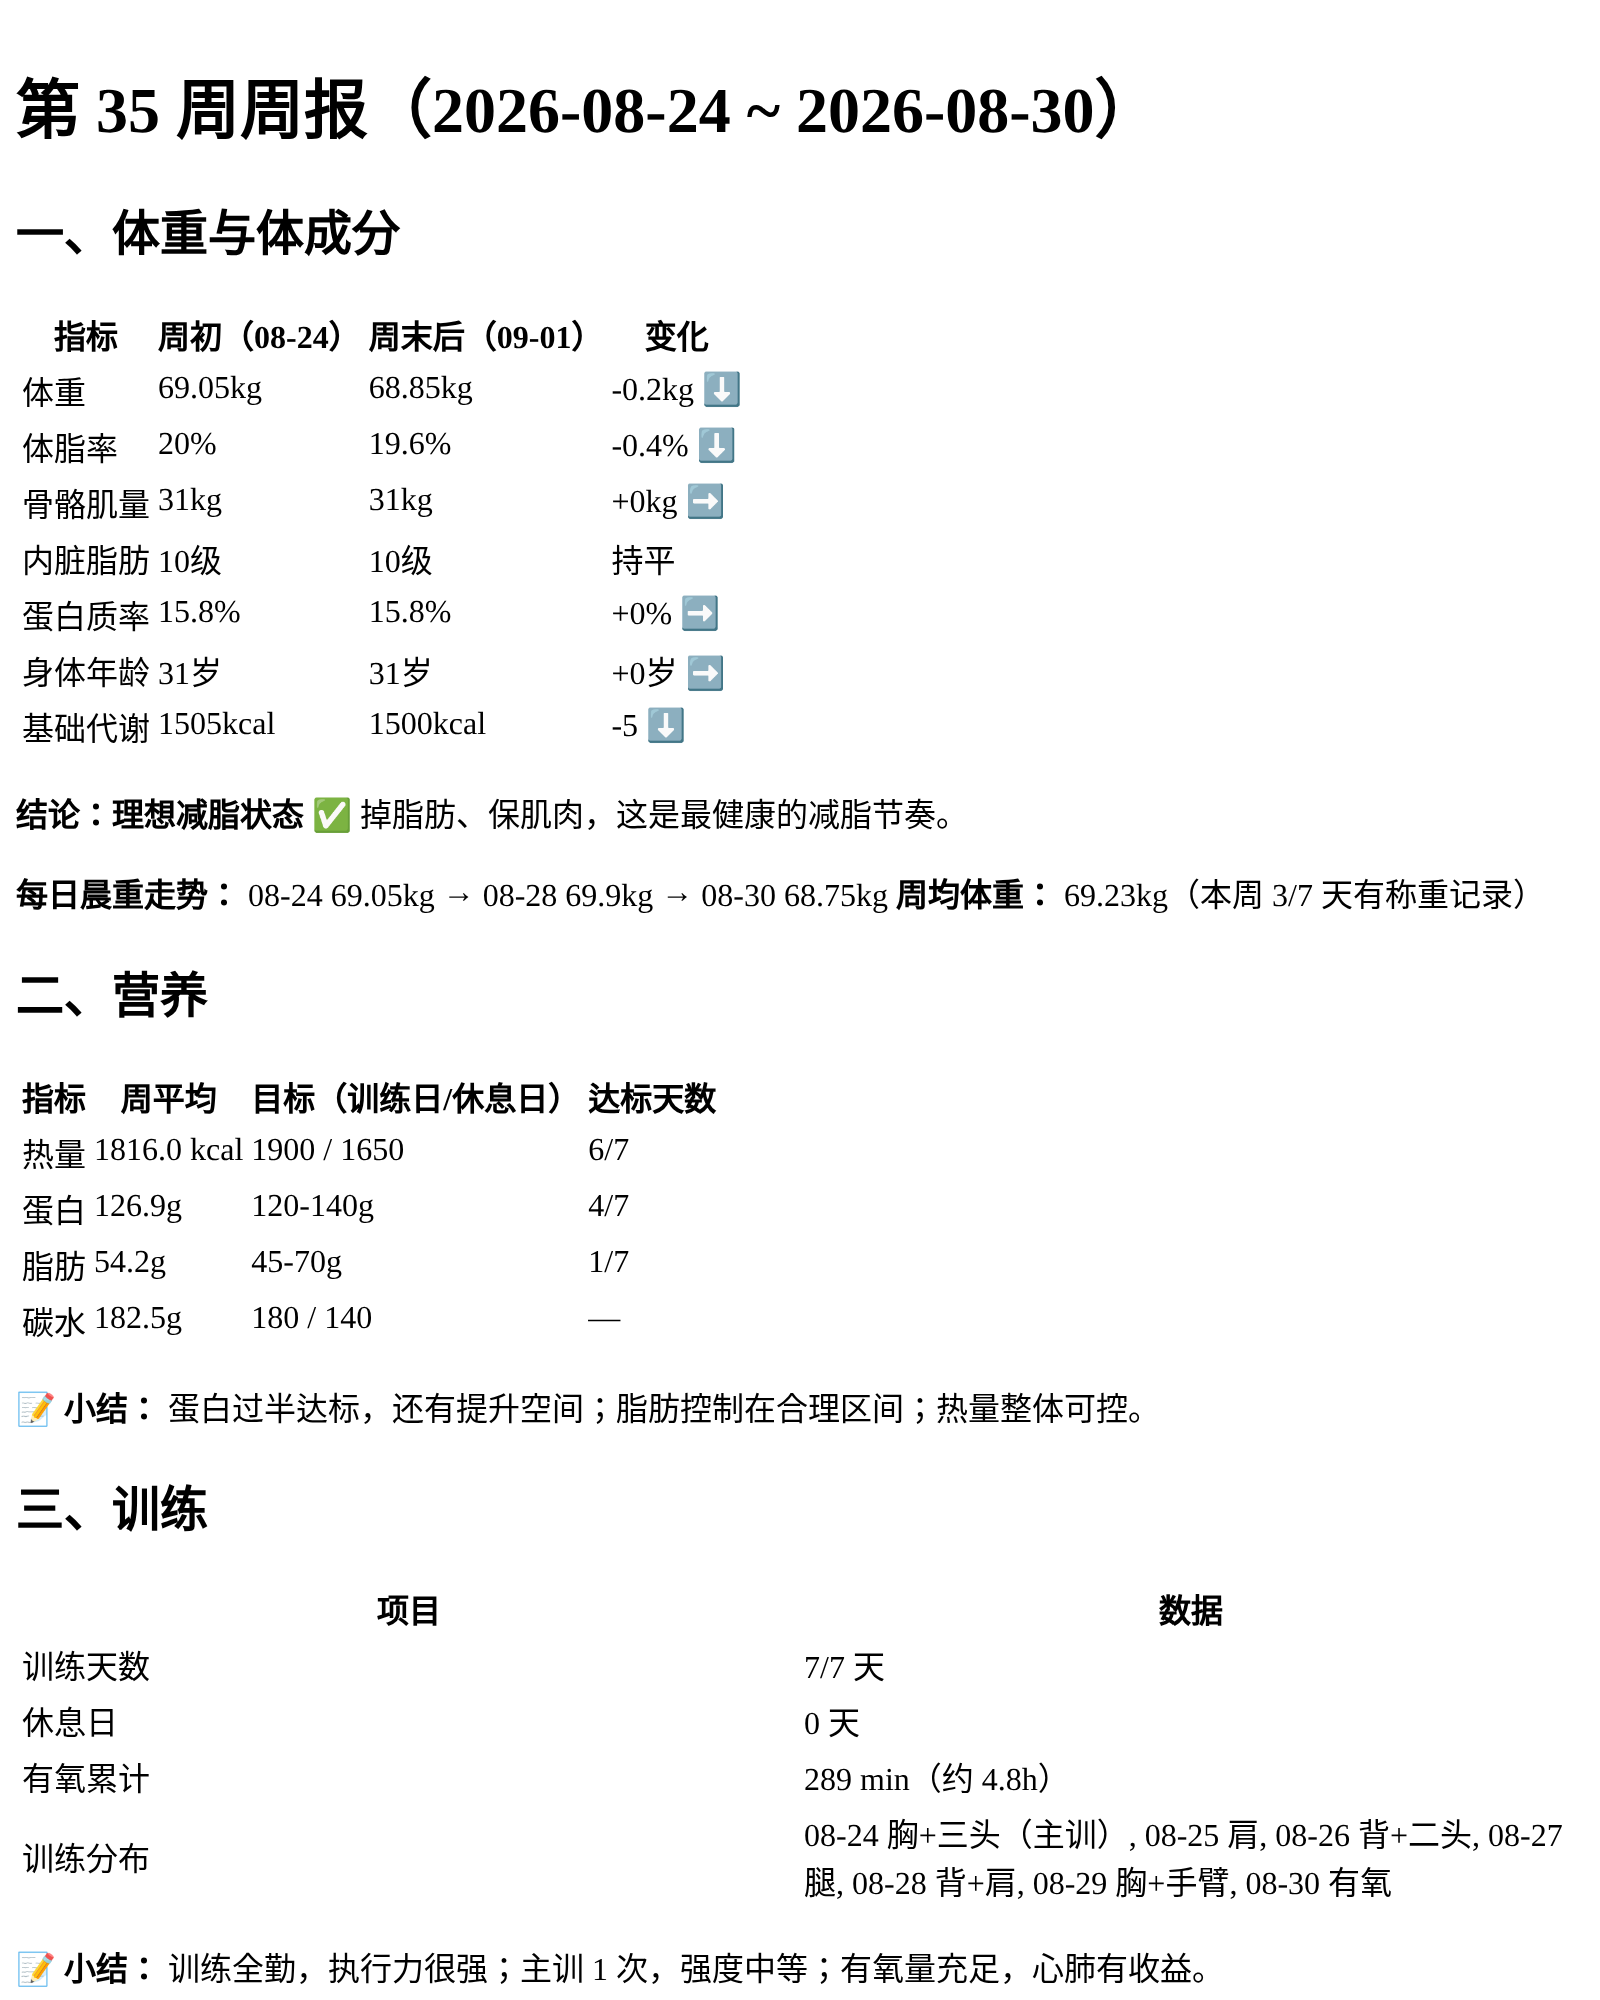 第 35 周周报（2026-08-24 ~ 2026-08-30）
一、体重与体成分
指标 周初（08-24） 周末后（09-01） 变化
体重 69.05kg 68.85kg -0.2kg ⬇️
体脂率 20% 19.6% -0.4% ⬇️
骨骼肌量 31kg 31kg +0kg ➡️
内脏脂肪 10级 10级 持平
蛋白质率 15.8% 15.8% +0% ➡️
身体年龄 31岁 31岁 +0岁 ➡️
基础代谢 1505kcal 1500kcal -5 ⬇️
结论：理想减脂状态 ✅ 掉脂肪、保肌肉，这是最健康的减脂节奏。
每日晨重走势： 08-24 69.05kg → 08-28 69.9kg → 08-30 68.75kg 周均体重： 69.23kg（本周 3/7 天有称重记录）
二、营养
指标 周平均 目标（训练日/休息日） 达标天数
热量 1816.0 kcal 1900 / 1650 6/7
蛋白 126.9g 120-140g 4/7
脂肪 54.2g 45-70g 1/7
碳水 182.5g 180 / 140 —
📝 小结： 蛋白过半达标，还有提升空间；脂肪控制在合理区间；热量整体可控。
三、训练
项目 数据
训练天数 7/7 天
休息日 0 天
有氧累计 289 min（约 4.8h）
训练分布 08-24 胸+三头（主训）, 08-25 肩, 08-26 背+二头, 08-27
腿, 08-28 背+肩, 08-29 胸+手臂, 08-30 有氧
📝 小结： 训练全勤，执行力很强；主训 1 次，强度中等；有氧量充足，心肺有收益。